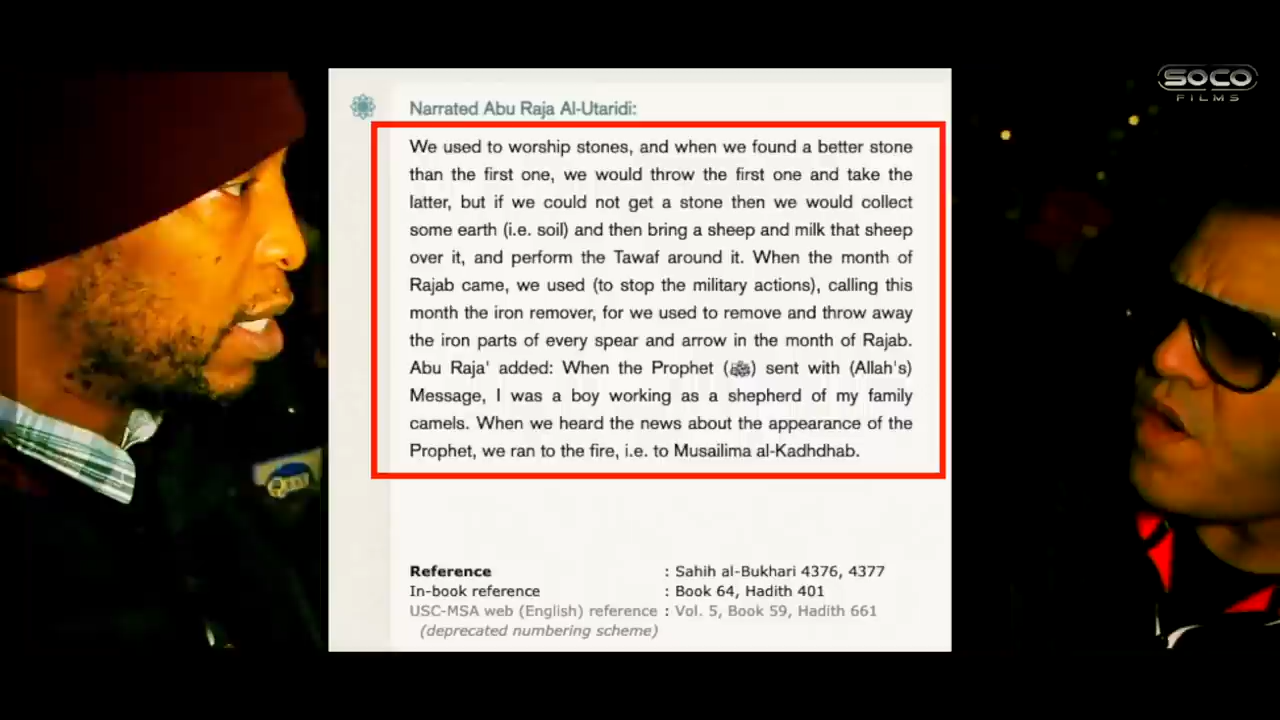 SOCO
FILMS
Narrated Abu Raja Al-Utaridi:
We used to worship stones, and when we found a better stone
than the first one, we would throw the first one and take the
latter, but if we could not get a stone then we would collect
some earth (i.e. soil) and then bring a sheep and milk that sheep
over it, and perform the Tawaf around it. When the month of
Rajab came, we used (to stop the military actions), calling this
month the iron remover, for we used to remove and throw away
the iron parts of every spear and arrow in the month of Rajab.
Abu Raja' added: When the Prophet (ﷺ) sent with (Allah's)
Message, I was a boy working as a shepherd of my family
camels. When we heard the news about the appearance of the
Prophet, we ran to the fire, i.e. to Musailima al-Kadhdhab.
Reference : Sahih al-Bukhari 4376, 4377
In-book reference : Book 64, Hadith 401
USC-MSA web (English) reference : Vol. 5, Book 59, Hadith 661
(deprecated numbering scheme)